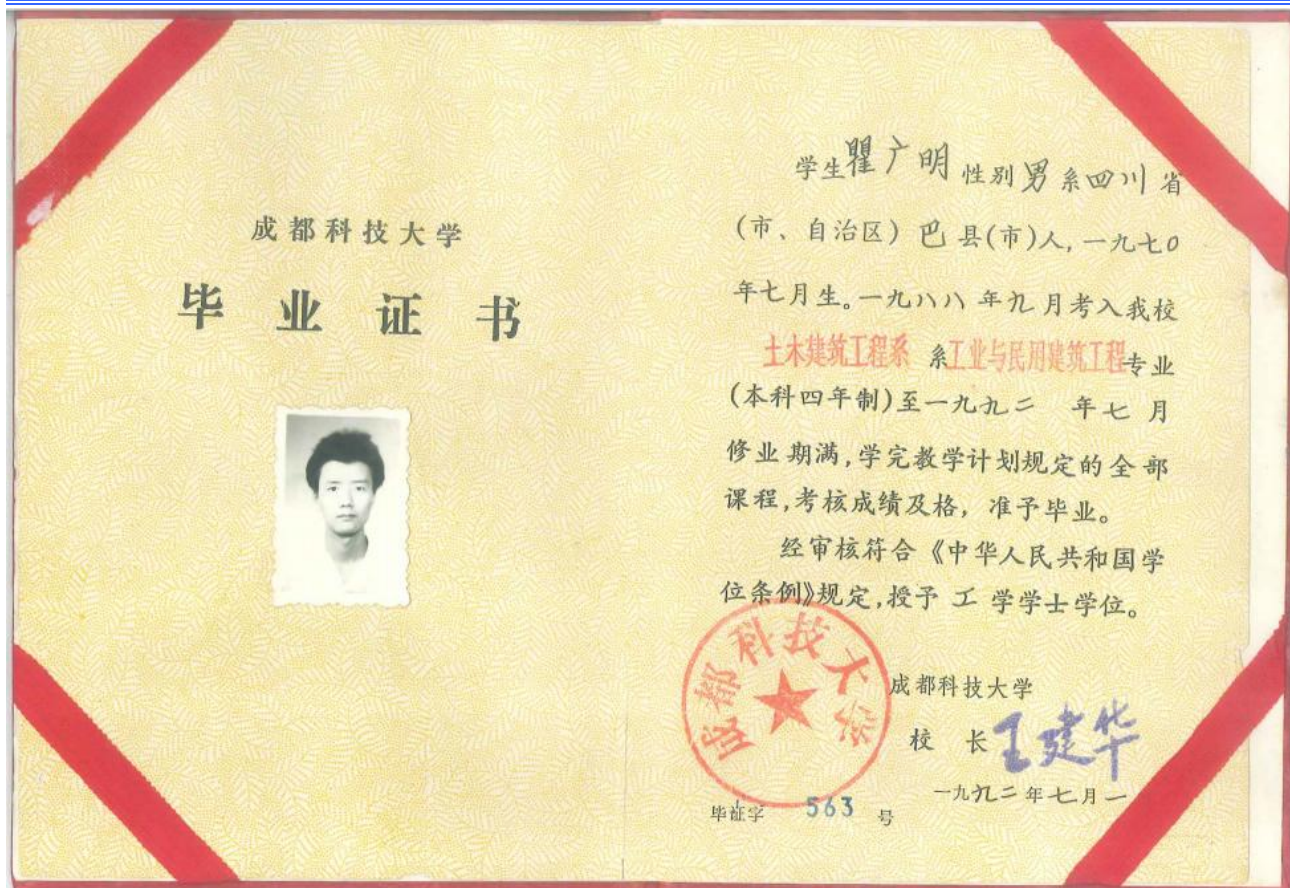 成都科技大学
毕业证书
学生瞿广明性别男系四川省
(市、自治区)巴县(市)人,一九七0
年七月生。一九八八年九月考入我校
土木建筑工程系 系工业与民用建筑工程专业
(本科四年制)至一九九二 年七月
修业期满,学完教学计划规定的全部
课程,考核成绩及格,准予毕业。
经审核符合《中华人民共和国学
位条例》规定,授予工学学士学位。
成都科技大学
成都科技大学
校 长 王建华
一九九二年七月一
毕证字 563 号